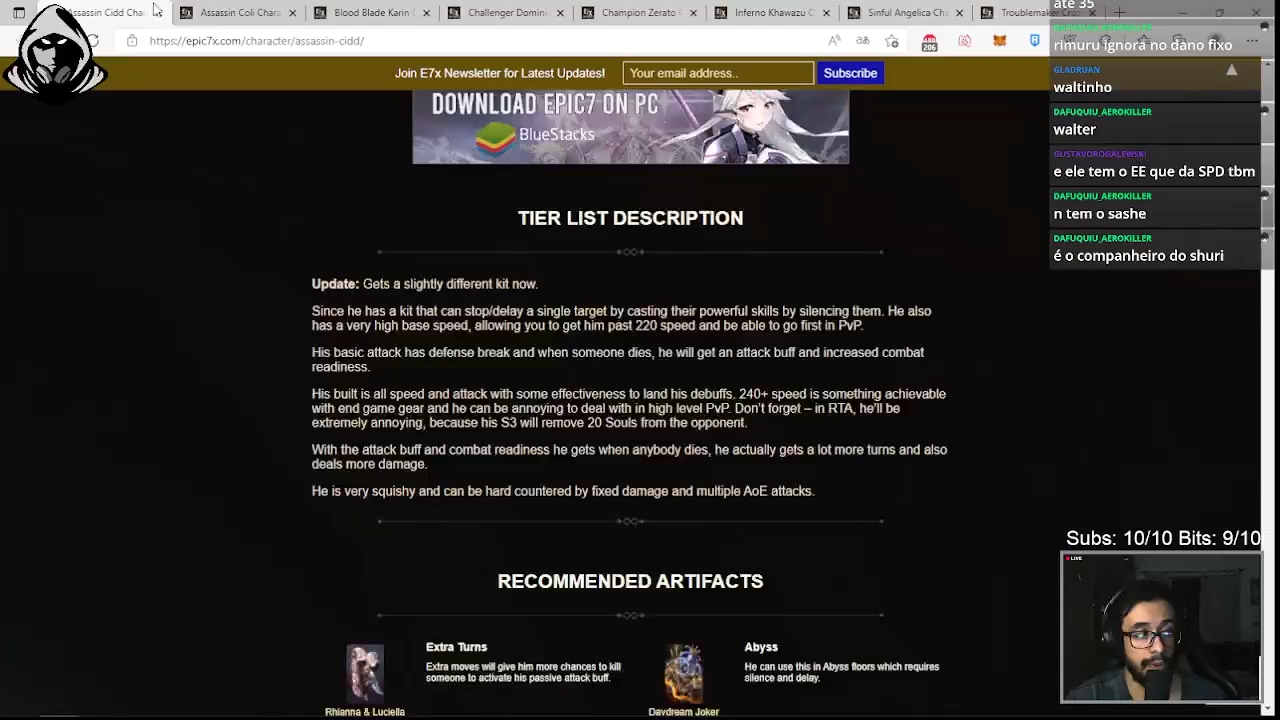 Assassin Cidd Char
Assassin Coli Charac
Blood Blade Karin C
Challenger Domini
Champion Zerato C
Inferno Khawazu C
Sinful Angelica Cha
Troublemaker Cro
https://epic7x.com/character/assassin-cidd/
206
Join E7x Newsletter for Latest Updates!
Your email address..
Subscribe
DOWNLOAD EPIC7 ON PC
BlueStacks
TIER LIST DESCRIPTION
Update: Gets a slightly different kit now.
Since he has a kit that can stop/delay a single target by casting their powerful skills by silencing them. He also
has a very high base speed, allowing you to get him past 220 speed and be able to go first in PvP.
His basic attack has defense break and when someone dies, he will get an attack buff and increased combat
readiness.
His built is all speed and attack with some effectiveness to land his debuffs. 240+ speed is something achievable
with end game gear and he can be annoying to deal with in high level PvP. Don't forget – in RTA, he'll be
extremely annoying, because his S3 will remove 20 Souls from the opponent.
With the attack buff and combat readiness he gets when anybody dies, he actually gets a lot more turns and also
deals more damage.
He is very squishy and can be hard countered by fixed damage and multiple AoE attacks.
RECOMMENDED ARTIFACTS
Extra Turns
Extra moves will give him more chances to kill
someone to activate his passive attack buff.
Rhianna & Luciella
Abyss
He can use this in Abyss floors which requires
silence and delay.
Daydream Joker
ate 35
DAFUQUIU_AEROKILLER
rimuru ignora no dano fixo
GLADRUAN
waltinho
DAFUQUIU_AEROKILLER
walter
GUSTAVOROGALEWSKI
e ele tem o EE que da SPD tbm
DAFUQUIU_AEROKILLER
n tem o sashe
DAFUQUIU_AEROKILLER
é o companheiro do shuri
Subs: 10/10 Bits: 9/10
LIVE